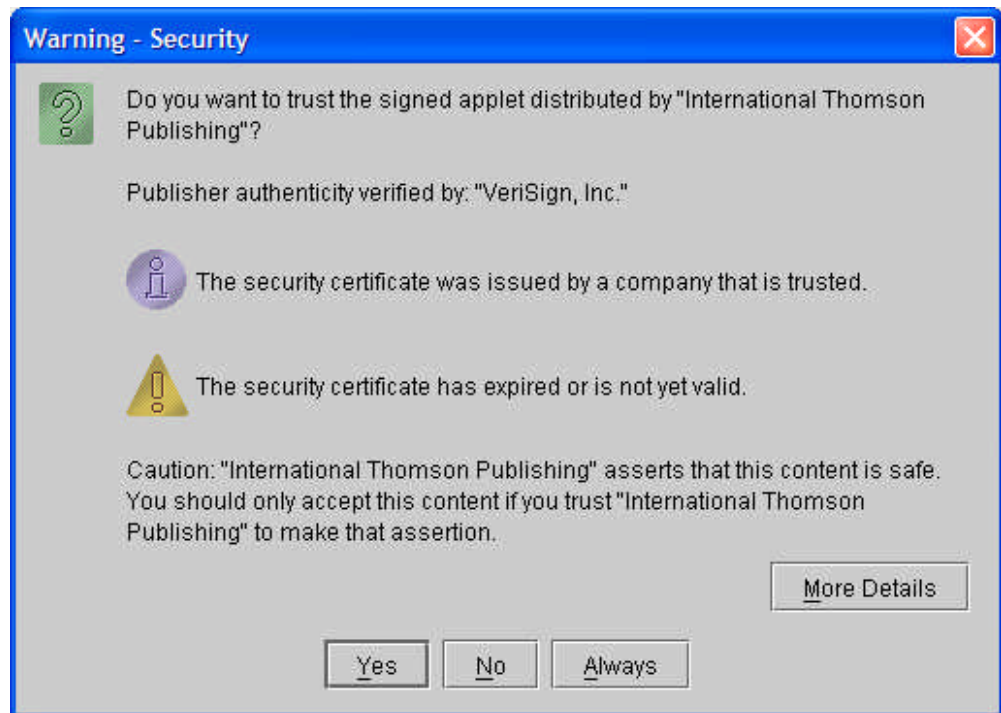 Warning - Security
Do you want to trust the signed applet distributed by "International Thomson
Publishing"?
Publisher authenticity verified by: "VeriSign, Inc."
The security certificate was issued by a company that is trusted.
The security certificate has expired or is not yet valid.
Caution: "International Thomson Publishing" asserts that this content is safe.
You should only accept this content if you trust "International Thomson
Publishing" to make that assertion.
More Details
Yes No Always